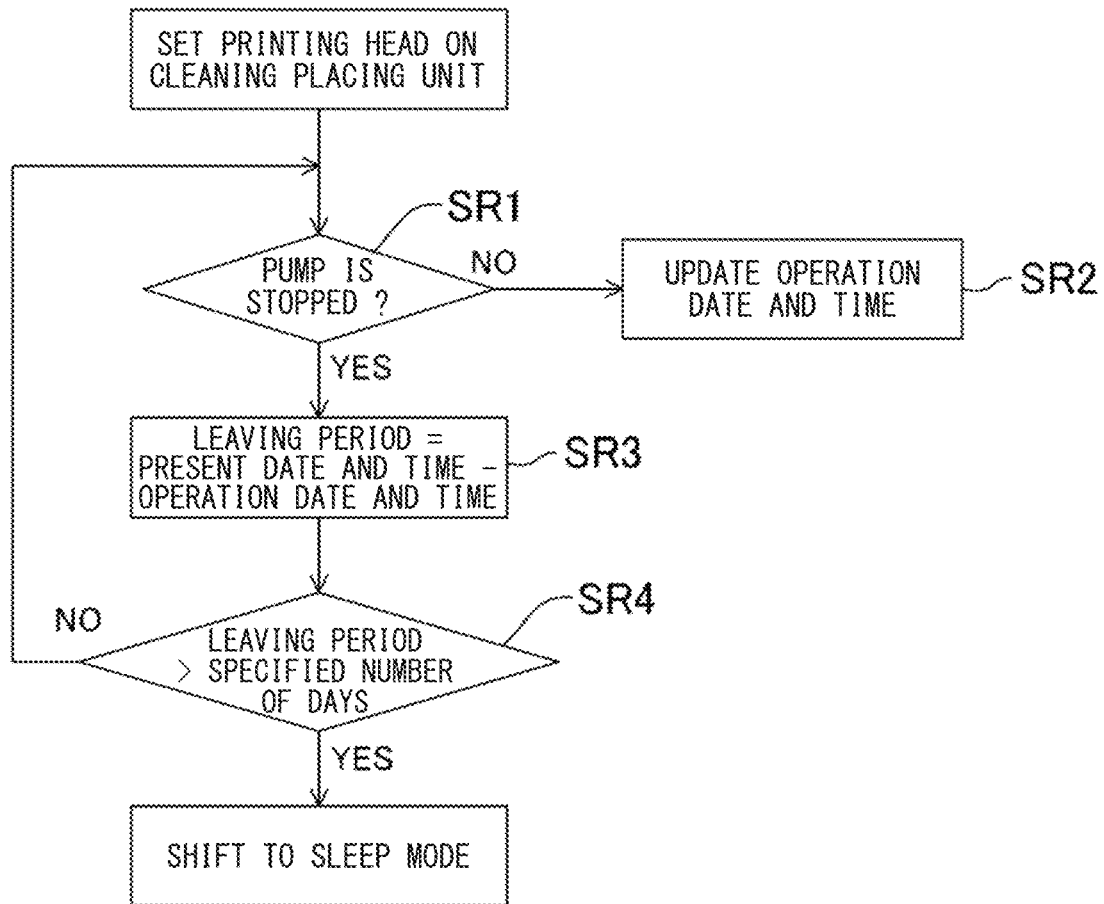 SET PRINTING HEAD ON
CLEANING PLACING UNIT
SR1
PUMP IS
STOPPED ?
NO
UPDATE OPERATION
DATE AND TIME
SR2
YES
LEAVING PERIOD =
PRESENT DATE AND TIME -
OPERATION DATE AND TIME
SR3
SR4
NO
LEAVING PERIOD
> SPECIFIED NUMBER
OF DAYS
YES
SHIFT TO SLEEP MODE